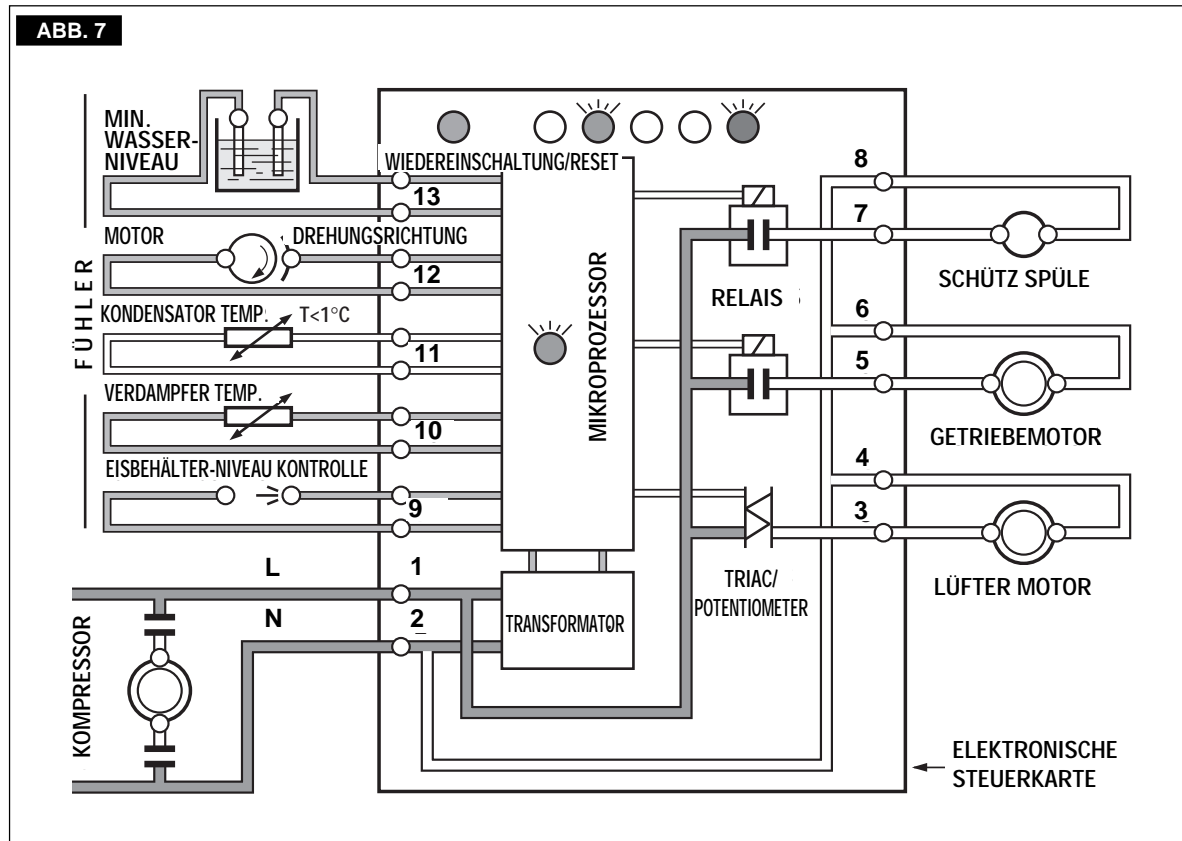 ABB. 7
FÜHLER
MIN.
WASSER-
NIVEAU
WIEDEREINSCHALTUNG/RESET
13
MOTOR
DREHUNGSRICHTUNG
12
KONDENSATOR TEMP.
T<1°C
11
VERDAMPFER TEMP.
10
EISBEHÄLTER-NIVEAU KONTROLLE
9
L
1
N
2
KOMPRESSOR
MIKROPROZESSOR
TRANSFORMATOR
RELAIS
TRIAC/
POTENTIOMETER
8
7
SCHÜTZ SPÜLE
6
5
GETRIEBEMOTOR
4
3
LÜFTER MOTOR
ELEKTRONISCHE
STEUERKARTE